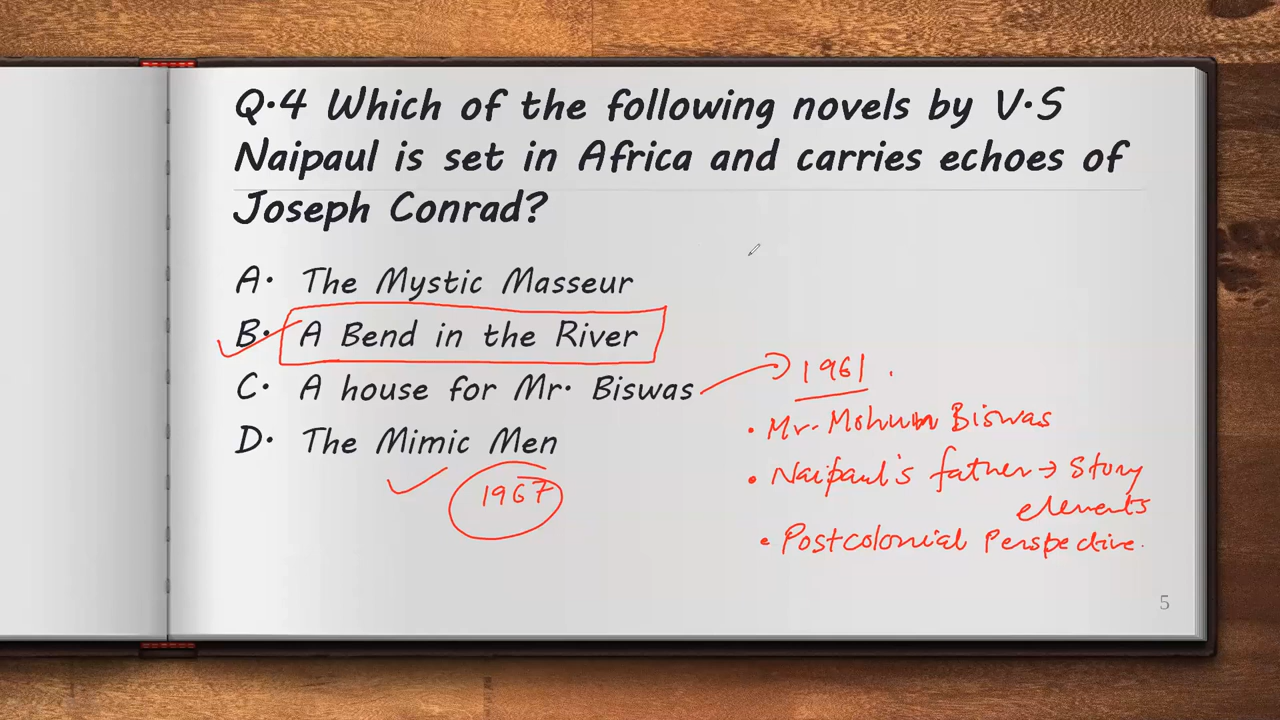 Q.4 Which of the following novels by V.S
Naipaul is set in Africa and carries echoes of
Joseph Conrad?
A. The Mystic Masseur
B. A Bend in the River
C. A house for Mr. Biswas
D. The Mimic Men
1967
1961.
• Mr. Mohun Biswas
• Naipaul's father → Story
elements
• Postcolonial Perspective.
5